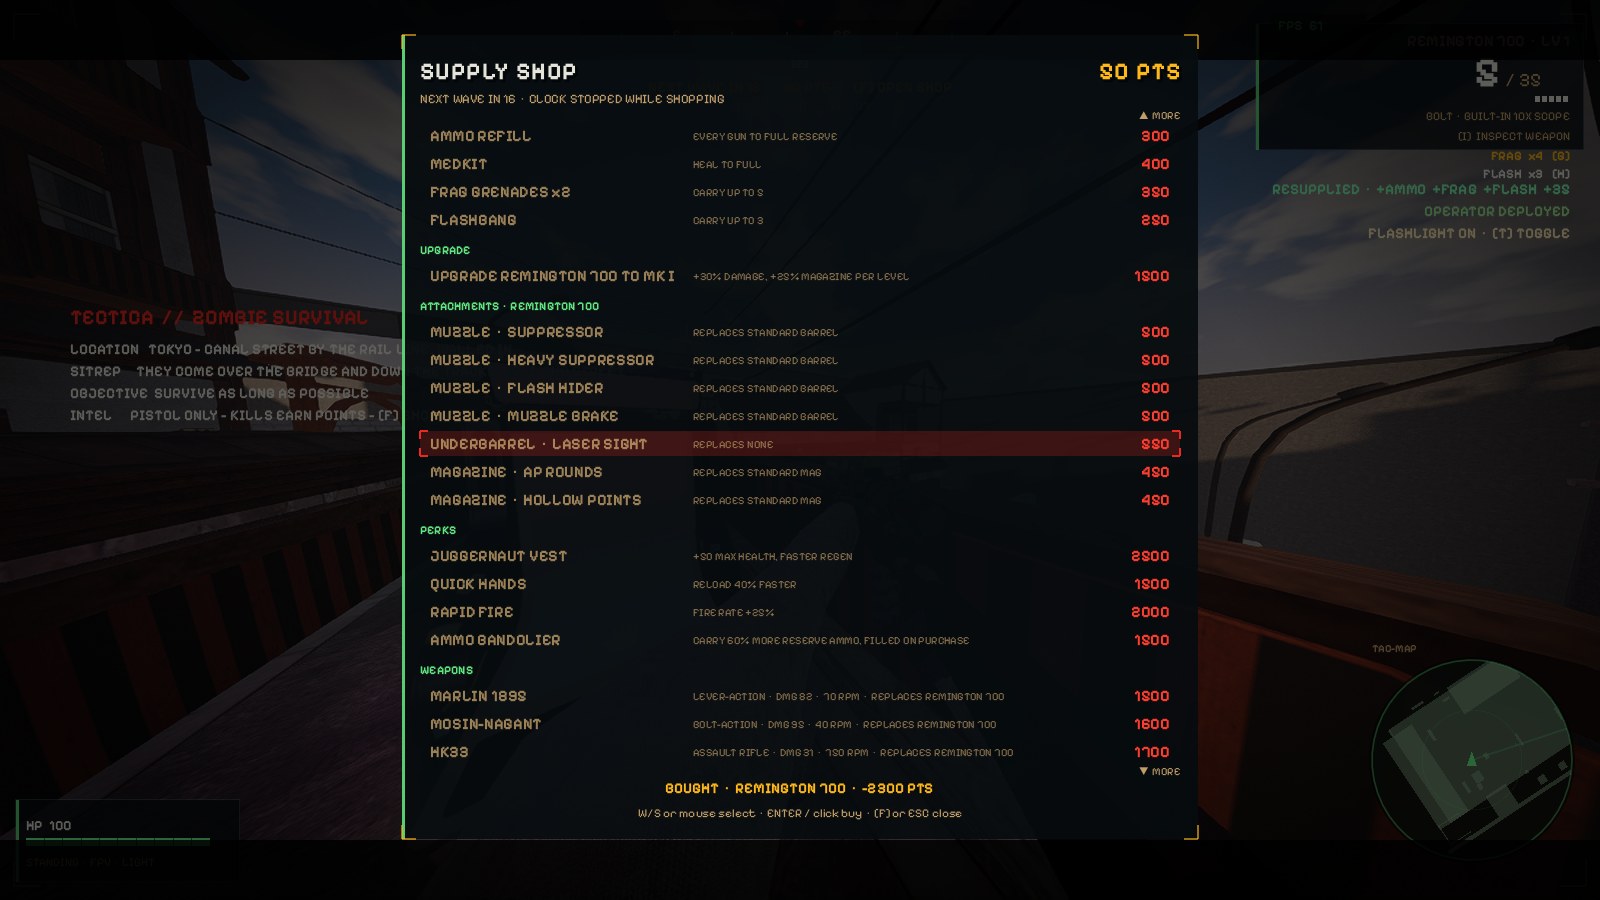 FPS 61
SUPPLY SHOP
50 PTS
NEXT WAVE IN 16 · CLOCK STOPPED WHILE SHOPPING
▲ MORE
AMMO REFILL EVERY GUN TO FULL RESERVE 300
MEDKIT HEAL TO FULL 400
FRAG GRENADES x2 CARRY UP TO 5 350
FLASHBANG CARRY UP TO 3 250
UPGRADE
UPGRADE REMINGTON 700 TO MK I +30% DAMAGE, +25% MAGAZINE PER LEVEL 1500
ATTACHMENTS · REMINGTON 700
MUZZLE · SUPPRESSOR REPLACES STANDARD BARREL 500
MUZZLE · HEAVY SUPPRESSOR REPLACES STANDARD BARREL 500
MUZZLE · FLASH HIDER REPLACES STANDARD BARREL 500
MUZZLE · MUZZLE BRAKE REPLACES STANDARD BARREL 500
UNDERBARREL · LASER SIGHT REPLACES NONE 550
MAGAZINE · AP ROUNDS REPLACES STANDARD MAG 450
MAGAZINE · HOLLOW POINTS REPLACES STANDARD MAG 450
PERKS
JUGGERNAUT VEST +50 MAX HEALTH, FASTER REGEN 2500
QUICK HANDS RELOAD 40% FASTER 1500
RAPID FIRE FIRE RATE +25% 2000
AMMO BANDOLIER CARRY 60% MORE RESERVE AMMO, FILLED ON PURCHASE 1500
WEAPONS
MARLIN 1895 LEVER-ACTION · DMG 82 · 70 RPM · REPLACES REMINGTON 700 1500
MOSIN-NAGANT BOLT-ACTION · DMG 95 · 40 RPM · REPLACES REMINGTON 700 1600
HK33 ASSAULT RIFLE · DMG 31 · 750 RPM · REPLACES REMINGTON 700 1700
▼ MORE
BOUGHT · REMINGTON 700 · -2300 PTS
W/S or mouse select · ENTER / click buy · [F] or ESC close
TECTICA // ZOMBIE SURVIVAL
LOCATION TOKYO - CANAL STREET BY THE RAIL
SITREP THEY COME OVER THE BRIDGE AND DOW
OBJECTIVE SURVIVE AS LONG AS POSSIBLE
INTEL PISTOL ONLY - KILLS EARN POINTS - [F]
REMINGTON 700 · LV 1
5 / 35
BOLT · BUILT-IN 10X SCOPE
[I] INSPECT WEAPON
FRAG x4 [G]
FLASH x3 [H]
RESUPPLIED · +AMMO +FRAG +FLASH +35
OPERATOR DEPLOYED
FLASHLIGHT ON · [T] TOGGLE
TAC-MAP
HP 100